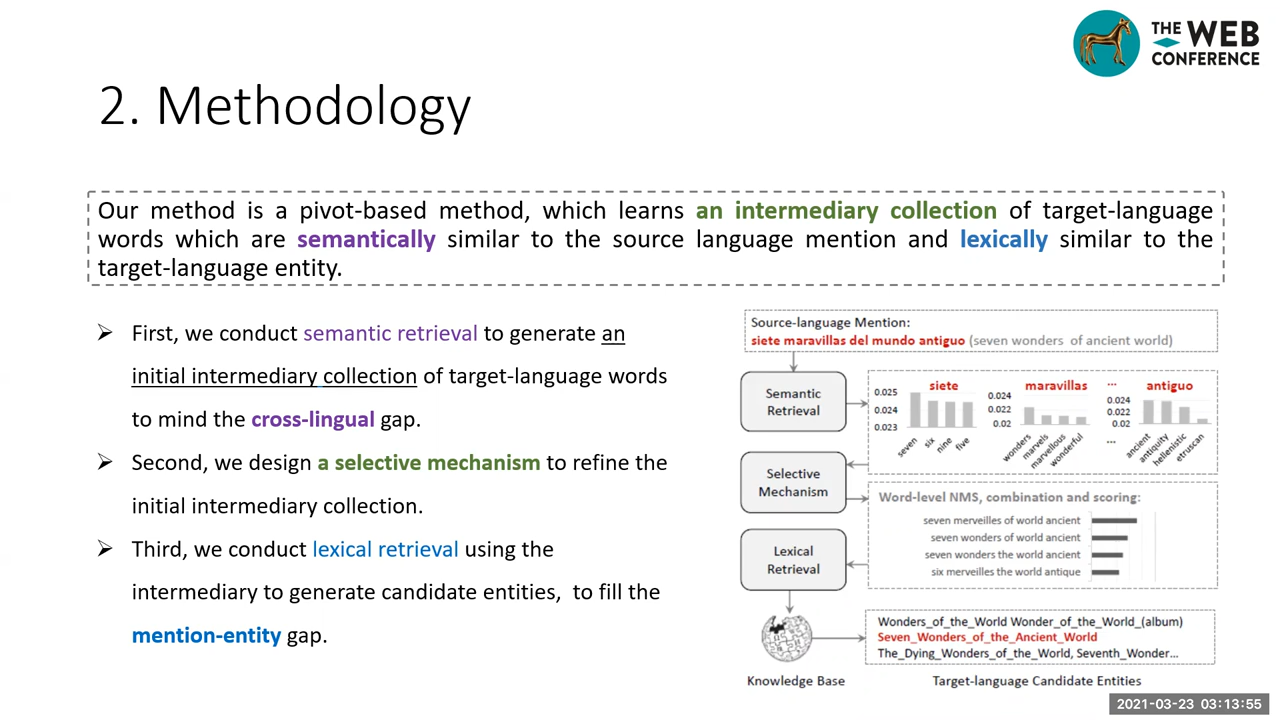 THE WEB
CONFERENCE
2. Methodology
Our method is a pivot-based method, which learns an intermediary collection of target-language
words which are semantically similar to the source language mention and lexically similar to the
target-language entity.
➢ First, we conduct semantic retrieval to generate an
initial intermediary collection of target-language words
to mind the cross-lingual gap.
➢ Second, we design a selective mechanism to refine the
initial intermediary collection.
➢ Third, we conduct lexical retrieval using the
intermediary to generate candidate entities, to fill the
mention-entity gap.
Source-language Mention:
siete maravillas del mundo antiguo (seven wonders of ancient world)
Semantic
Retrieval
siete
0.025
0.024
0.023
seven
six
nine
five
maravillas
0.024
0.022
0.02
wonders
marvels
marvellous
wonderful
...
...
antiguo
0.024
0.022
0.02
ancient
antiquity
hellenistic
etruscan
Selective
Mechanism
Word-level NMS, combination and scoring:
seven merveilles of world ancient
seven wonders of world ancient
seven wonders the world ancient
six merveilles the world antique
Lexical
Retrieval
Wonders_of_the_World Wonder_of_the_World_(album)
Seven_Wonders_of_the_Ancient_World
The_Dying_Wonders_of_the_World, Seventh_Wonder...
Knowledge Base
Target-language Candidate Entities
2021-03-23 03:13:55